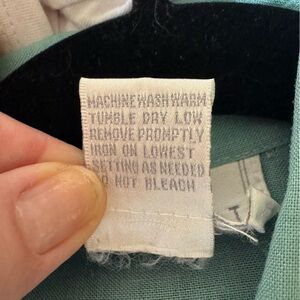 MACHINE WASH WARM
TUMBLE DRY LOW
REMOVE PROMPTLY
IRON ON LOWEST
SETTING AS NEEDED
DO NOT BLEACH
T